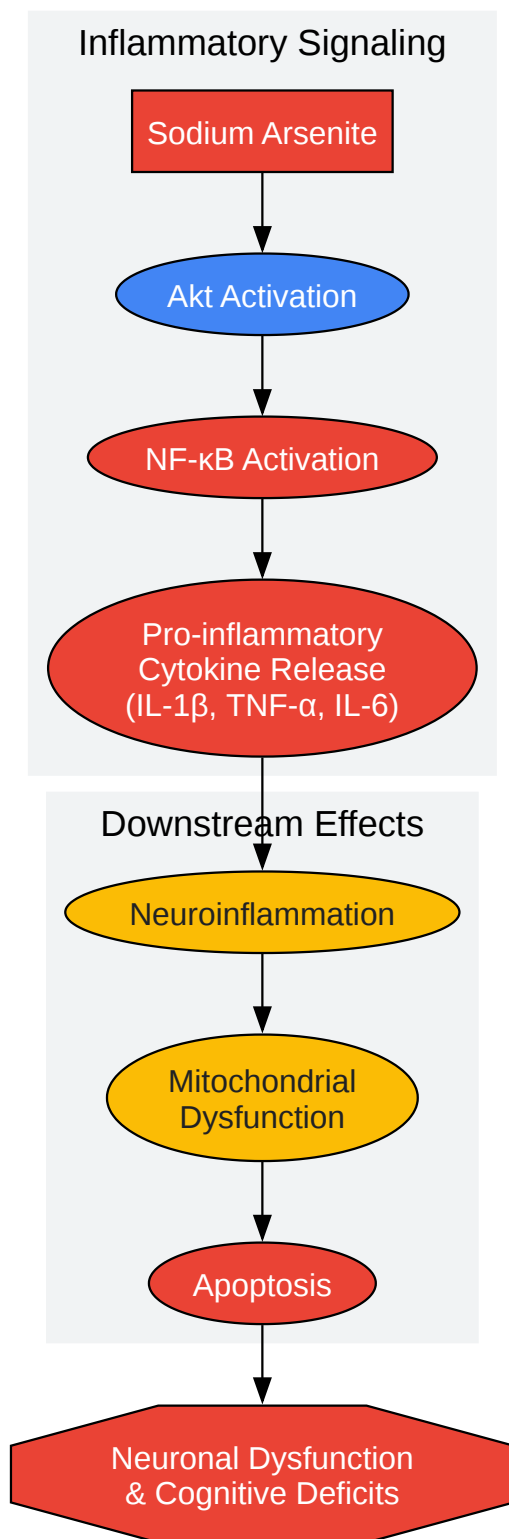 Inflammatory Signaling
Sodium Arsenite
Akt Activation
NF-κB Activation
Pro-inflammatory
Cytokine Release
(IL-1β, TNF-α, IL-6)
Downstream Effects
Neuroinflammation
Mitochondrial
Dysfunction
Apoptosis
Neuronal Dysfunction
& Cognitive Deficits